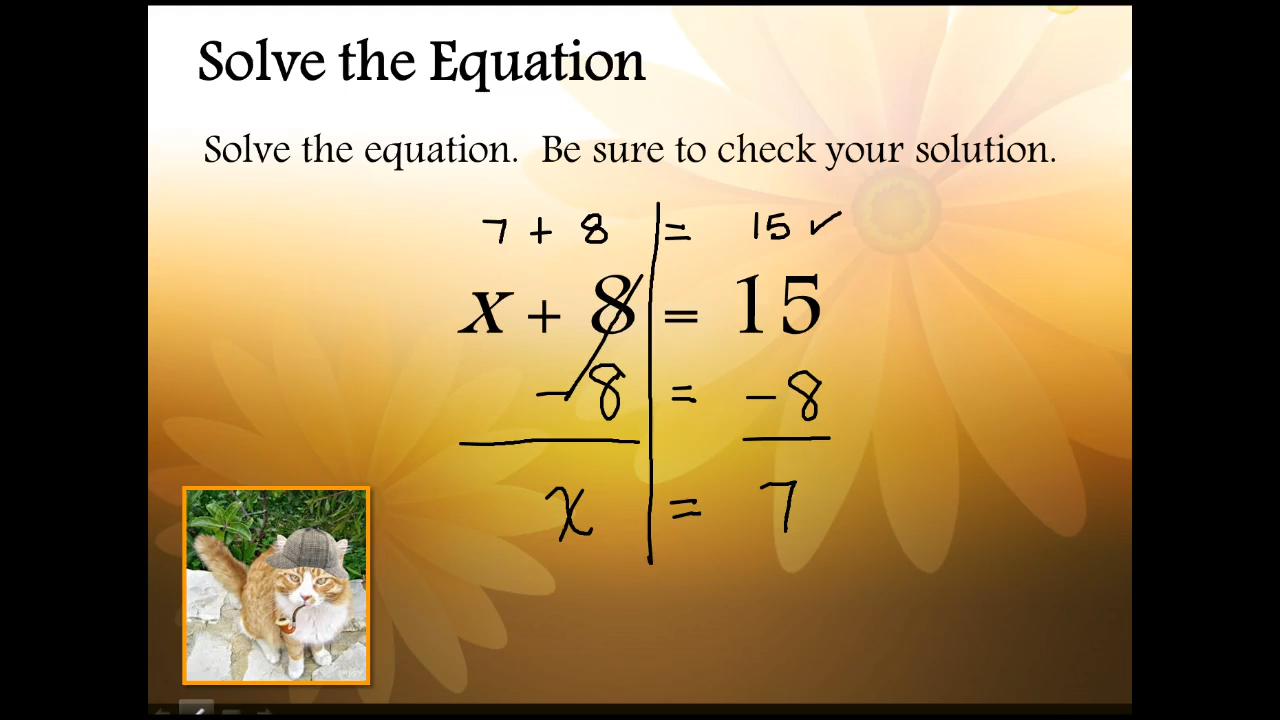 Solve the Equation
Solve the equation. Be sure to check your solution.
7 + 8 = 15 ✓
x + 8 = 15
-8 = -8
x = 7